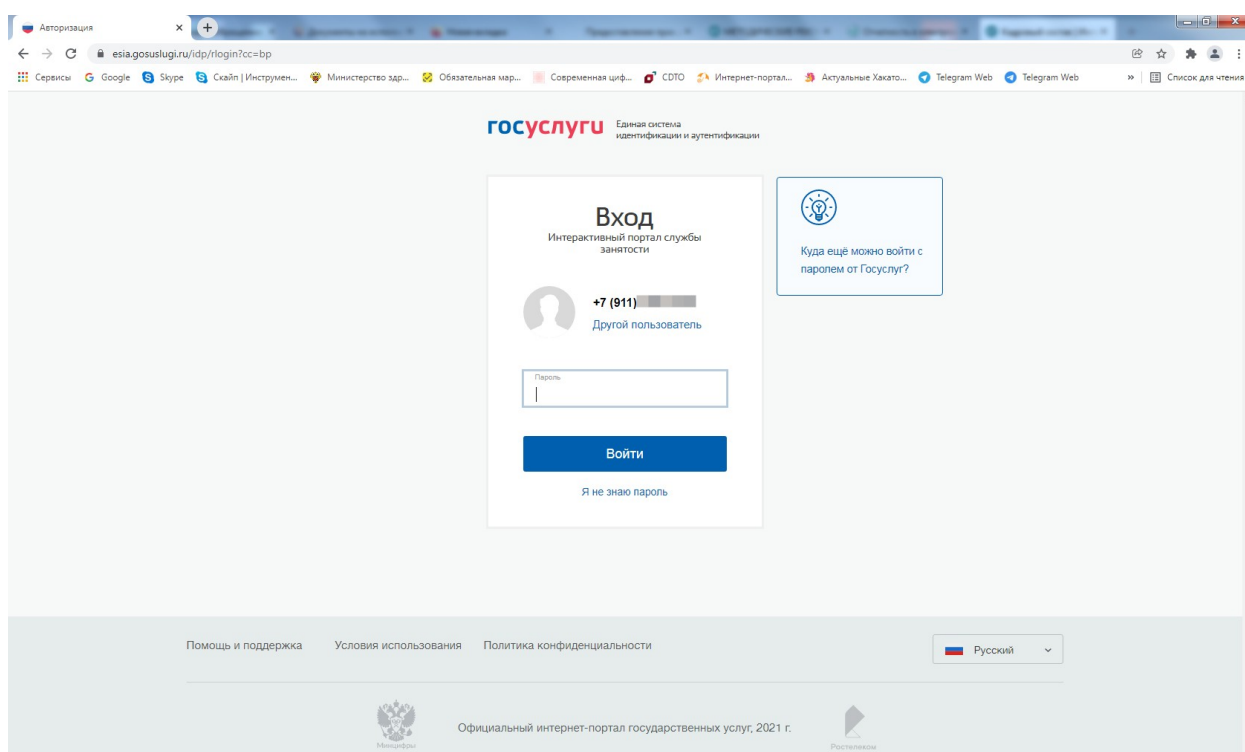 Авторизация
esia.gosuslugi.ru/idp/rlogin?cc=bp
Сервисы Google Skype Скайп | Инструмен... Министерство здр... Обязательная мар... Современная циф... CDTO Интернет-портал... Актуальные Хакато... Telegram Web Telegram Web » Список для чтения
госуслуги
Единая система
идентификации и аутентификации
Вход
Интерактивный портал службы
занятости
+7 (911)
Другой пользователь
Пароль
Войти
Я не знаю пароль
Куда ещё можно войти с
паролем от Госуслуг?
Помощь и поддержка Условия использования Политика конфиденциальности
Русский
Минцифры
Официальный интернет-портал государственных услуг, 2021 г.
Ростелеком